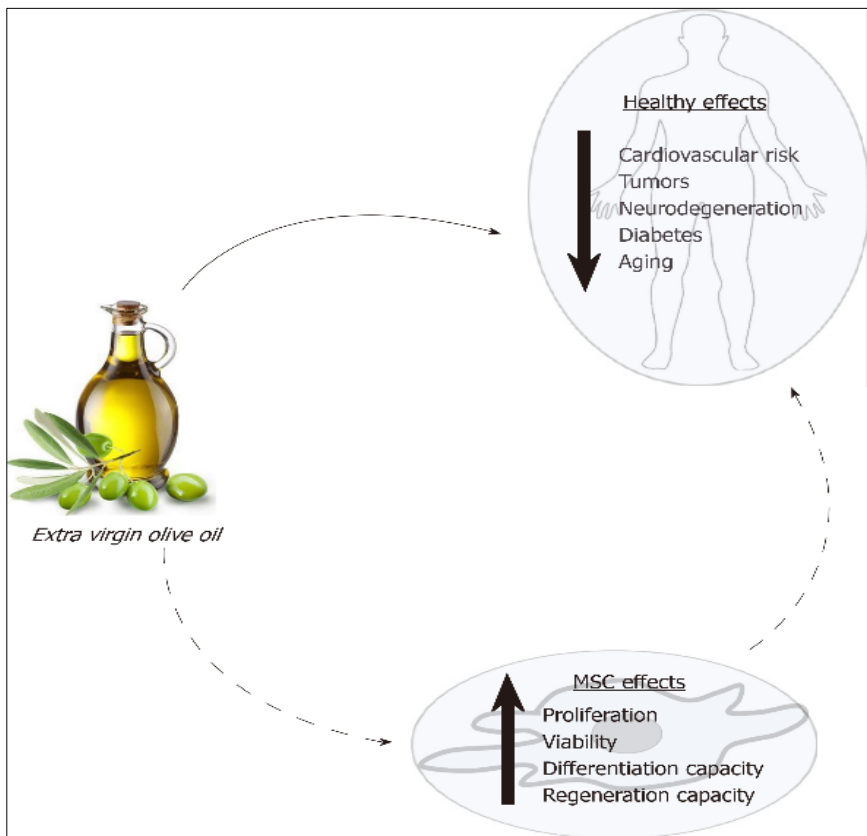 Healthy effects
Cardiovascular risk
Tumors
Neurodegeneration
Diabetes
Aging
Extra virgin olive oil
MSC effects
Proliferation
Viability
Differentiation capacity
Regeneration capacity